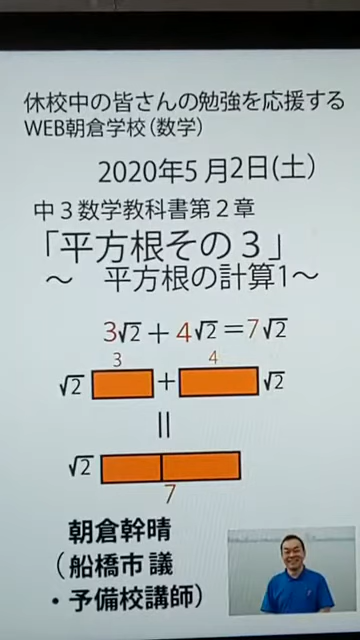 休校中の皆さんの勉強を応援する
WEB朝倉学校(数学)
2020年5月2日(土)
中3数学教科書第2章
「平方根その3」
～ 平方根の計算1～
3√2＋4√2＝7√2
3 4
√2 ＋ √2
||
√2
7
朝倉幹晴
(船橋市議
・予備校講師)